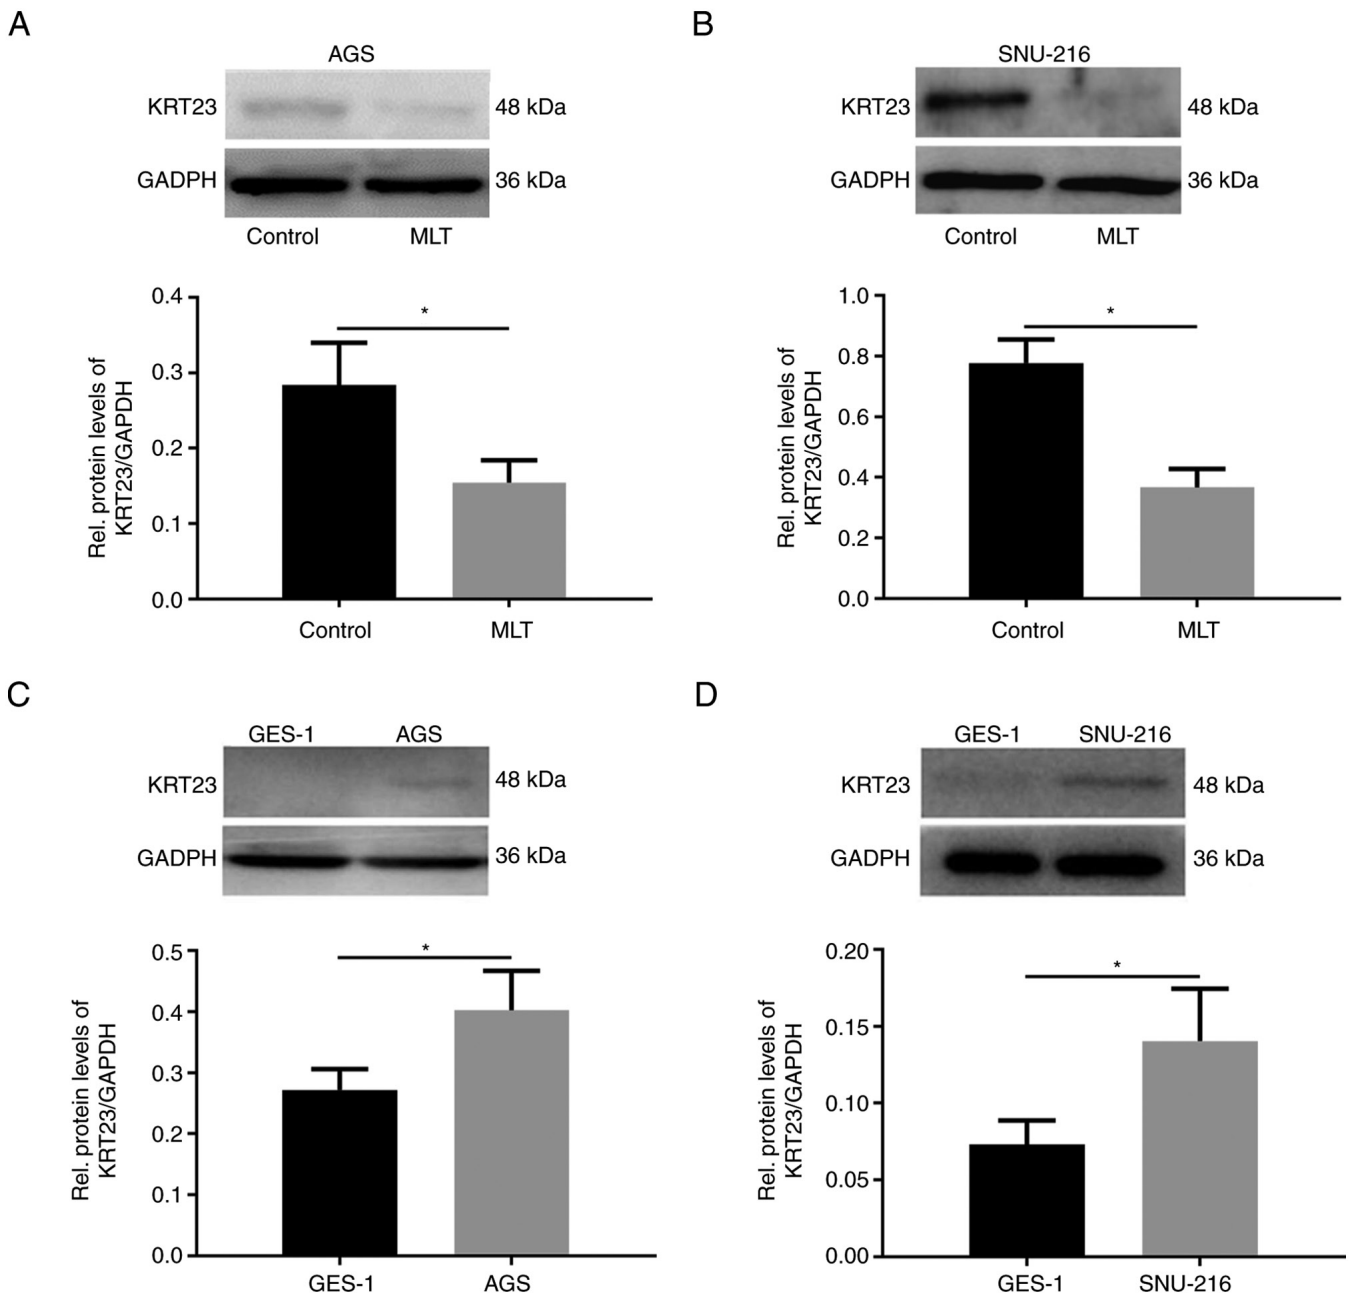 A
AGS
KRT23
48 kDa
GADPH
36 kDa
Control MLT
0.4
*
0.3
0.2
0.1
0.0
Rel. protein levels of
KRT23/GAPDH
Control MLT
B
SNU-216
KRT23
48 kDa
GADPH
36 kDa
Control MLT
1.0
*
0.8
0.6
0.4
0.2
0.0
Rel. protein levels of
KRT23/GAPDH
Control MLT
C
GES-1 AGS
KRT23
48 kDa
GADPH
36 kDa
0.5
*
0.4
0.3
0.2
0.1
0.0
Rel. protein levels of
KRT23/GAPDH
GES-1 AGS
D
GES-1 SNU-216
KRT23
48 kDa
GADPH
36 kDa
0.20
*
0.15
0.10
0.05
0.00
Rel. protein levels of
KRT23/GAPDH
GES-1 SNU-216